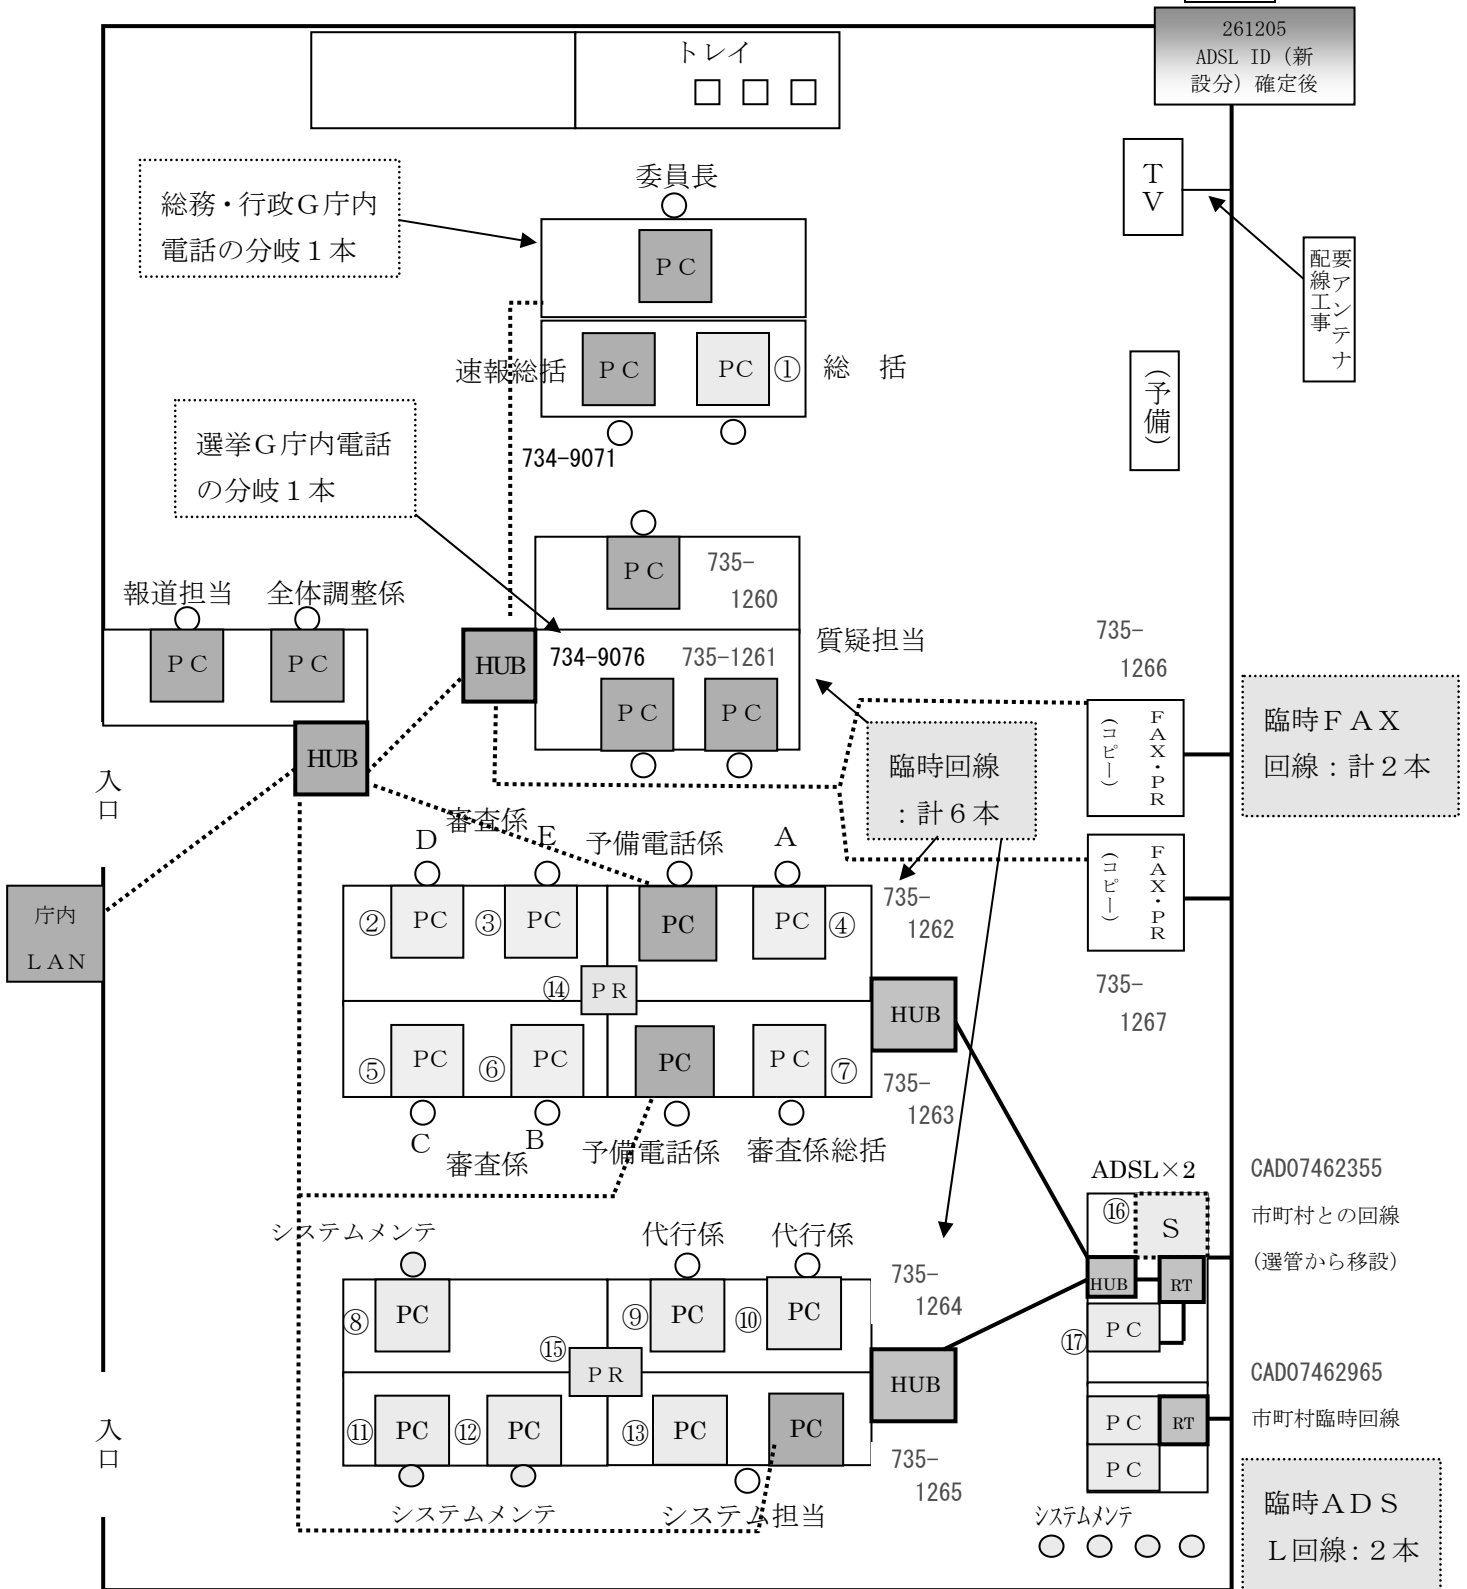 261205
ADSL ID（新
設分）確定後
トレイ
委員長
総務・行政Ｇ庁内
電話の分岐１本
ＰＣ
ＴＶ
要アンテナ
配線工事
速報総括
ＰＣ
PC
①
総　括
（予備）
734-9071
選挙Ｇ庁内電話
の分岐１本
ＰＣ
735-
1260
報道担当
全体調整係
ＰＣ
ＰＣ
HUB
734-9076
735-1261
質疑担当
ＰＣ
ＰＣ
735-
1266
ＦＡＸ・ＰＲ
（コピー）
臨時ＦＡＸ
回線：計２本
HUB
入口
臨時回線
：計６本
審査係
D
E
予備電話係
A
ＦＡＸ・ＰＲ
（コピー）
庁内
ＬＡＮ
②
PC
③
PC
PC
PC
④
735-
1262
⑭
ＰＲ
HUB
735-
1267
⑤
PC
⑥
PC
PC
ＰＣ
⑦
735-
1263
C
B
審査係
予備電話係
審査係総括
ADSL×2
CAD07462355
⑯
S
市町村との回線
（選管から移設）
HUB
RT
システムメンテ
代行係
代行係
735-
1264
⑧
PC
⑨
PC
⑩
PC
⑰
ＰＣ
⑮
ＰＲ
HUB
CAD07462965
入口
⑪
PC
⑫
PC
⑬
PC
PC
ＰＣ
RT
市町村臨時回線
735-
1265
ＰＣ
システムメンテ
システム担当
システムメンテ
臨時ＡＤＳ
Ｌ回線：２本